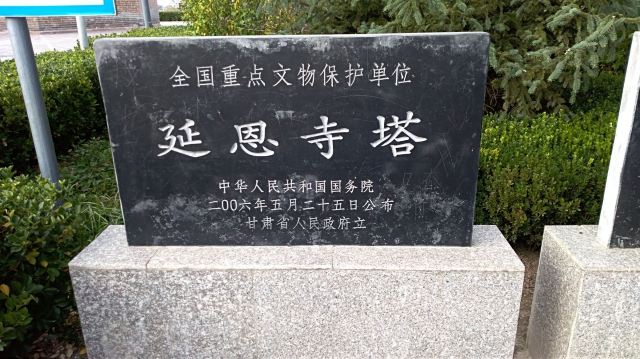 全国重点文物保护单位
延恩寺塔
中华人民共和国国务院
二〇〇六年五月二十五日公布
甘肃省人民政府立